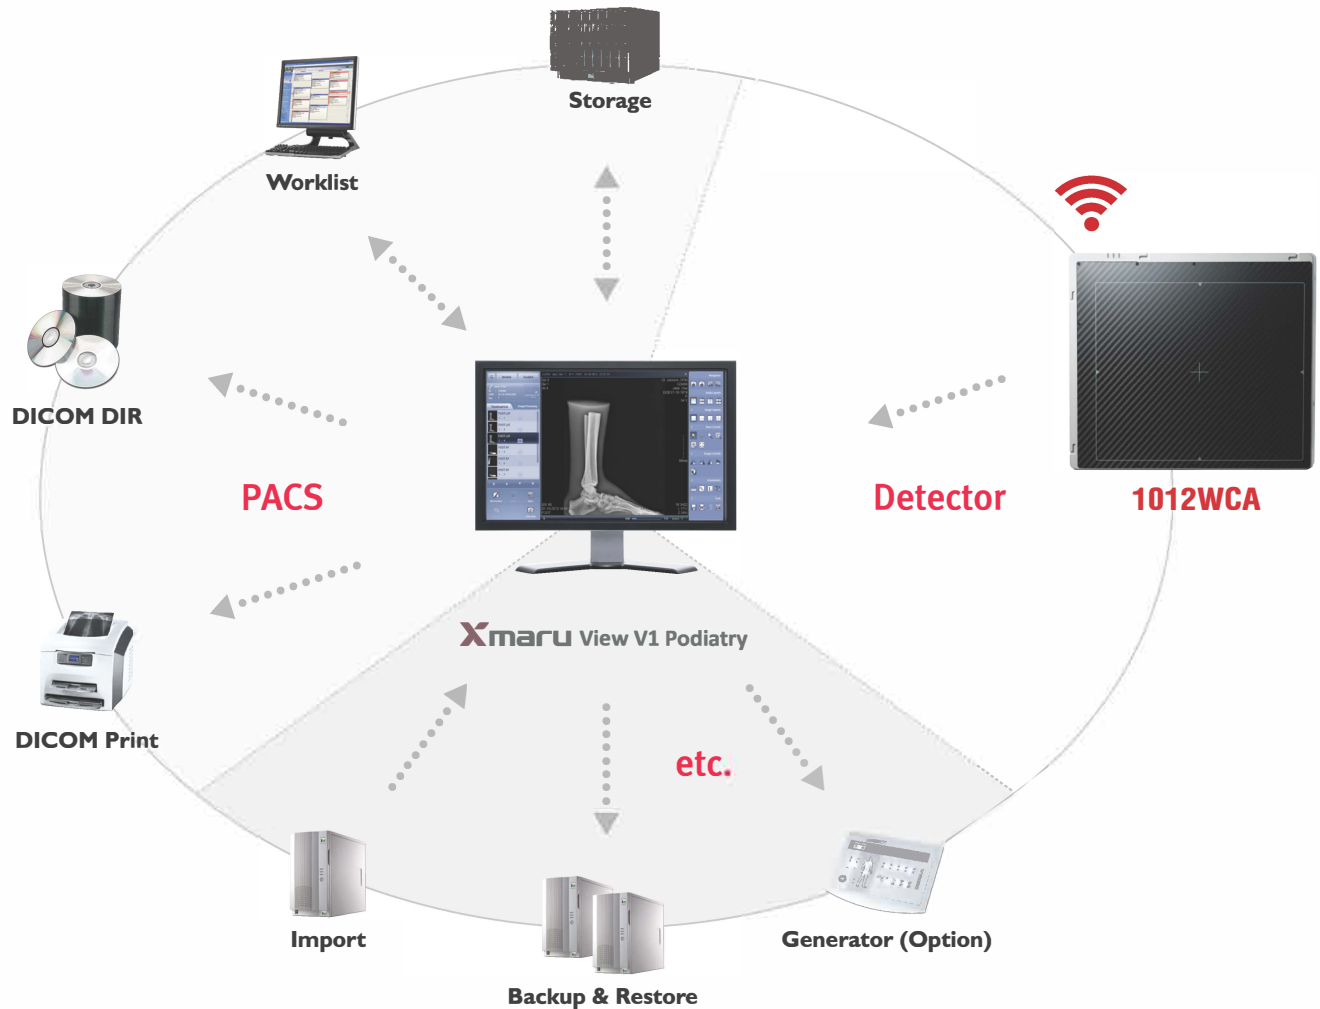 Storage
Worklist
DICOM DIR
PACS
Detector
1012WCA
Xmaru View V1 Podiatry
DICOM Print
etc.
Import
Generator (Option)
Backup & Restore